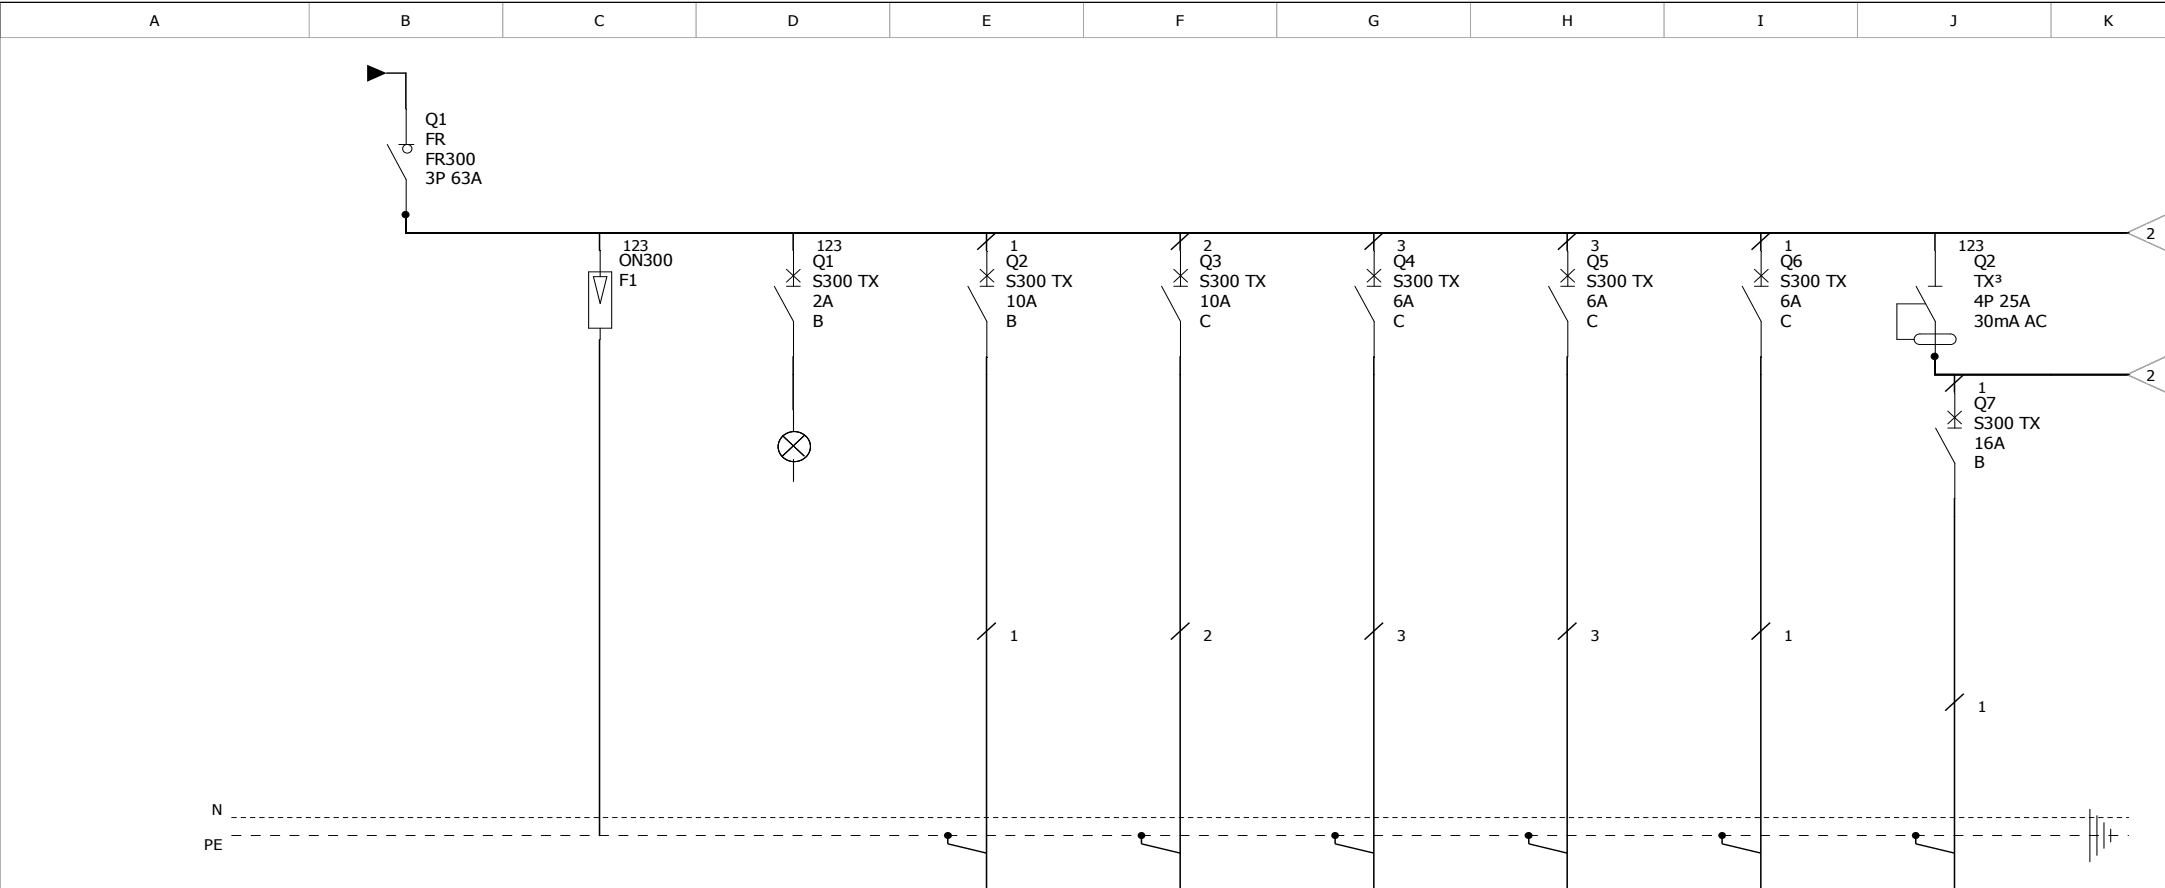 A B C D E F G H I J K
Q1
FR
FR300
3P 63A
2
123
ON300
F1
123
Q1
S300 TX
2A
B
1
Q2
S300 TX
10A
B
2
Q3
S300 TX
10A
C
3
Q4
S300 TX
6A
C
3
Q5
S300 TX
6A
C
1
Q6
S300 TX
6A
C
123
Q2
TX³
4P 25A
30mA AC
2
1
Q7
S300 TX
16A
B
1
2
3
3
1
1
N
PE